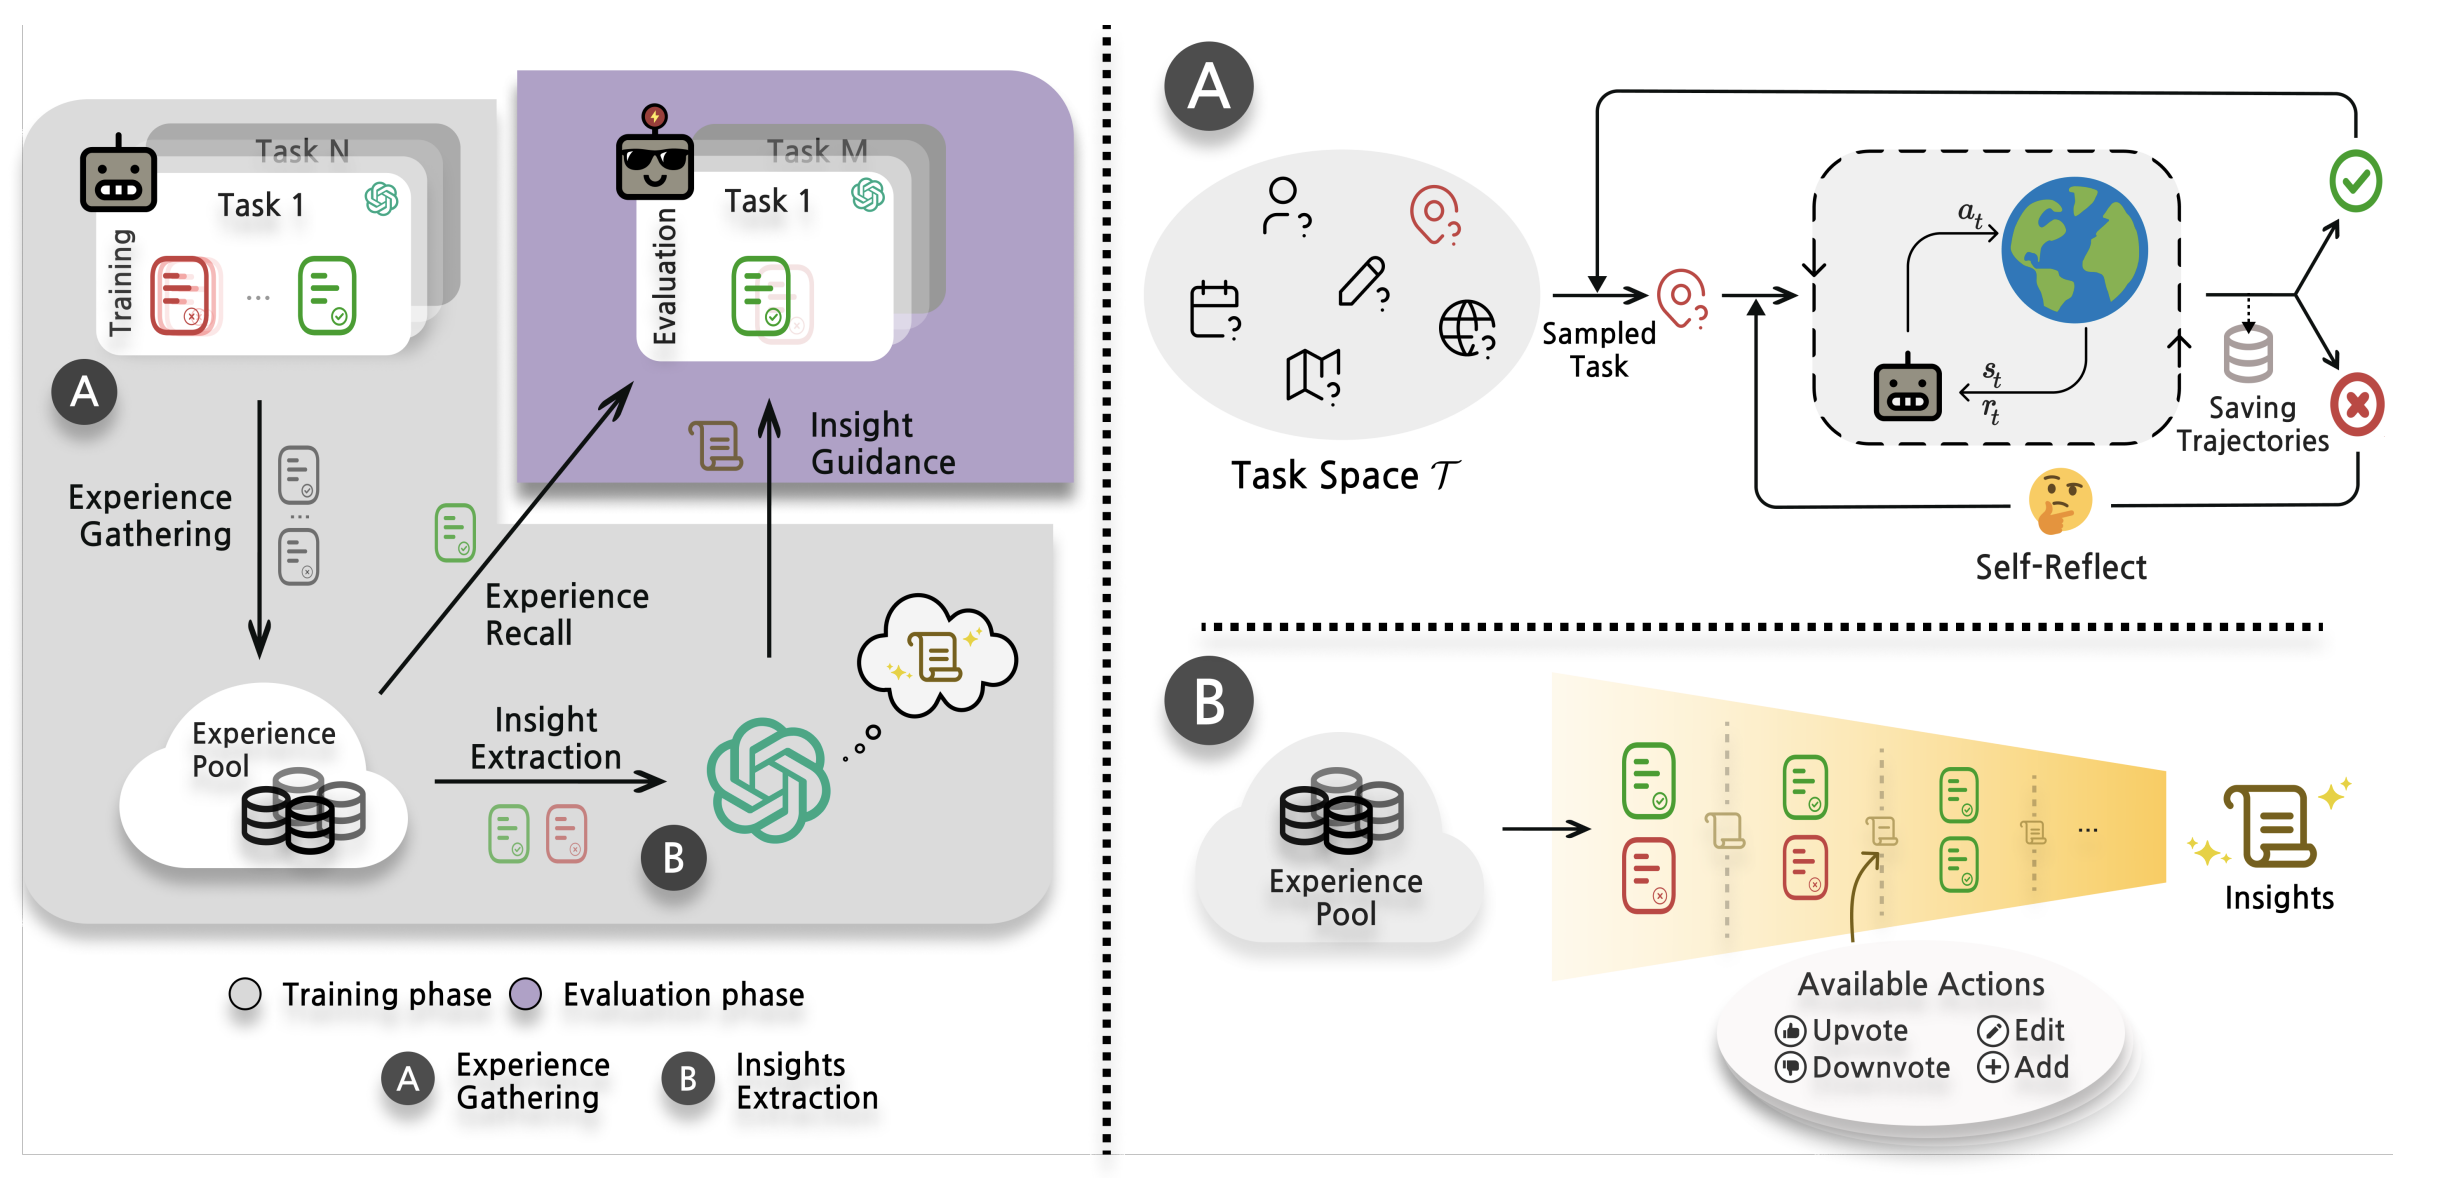 Task N
Task 1
Training
...
A
Experience
Gathering
...
Task M
Task 1
Evaluation
Insight
Guidance
Experience
Recall
Experience
Pool
Insight
Extraction
B
Training phase
Evaluation phase
A
Experience
Gathering
B
Insights
Extraction
A
?
?
?
?
?
?
Task Space 𝒯
Sampled
Task
?
a_t
s_t
r_t
Saving
Trajectories
Self-Reflect
B
Experience
Pool
...
Insights
Available Actions
Upvote
Edit
Downvote
Add